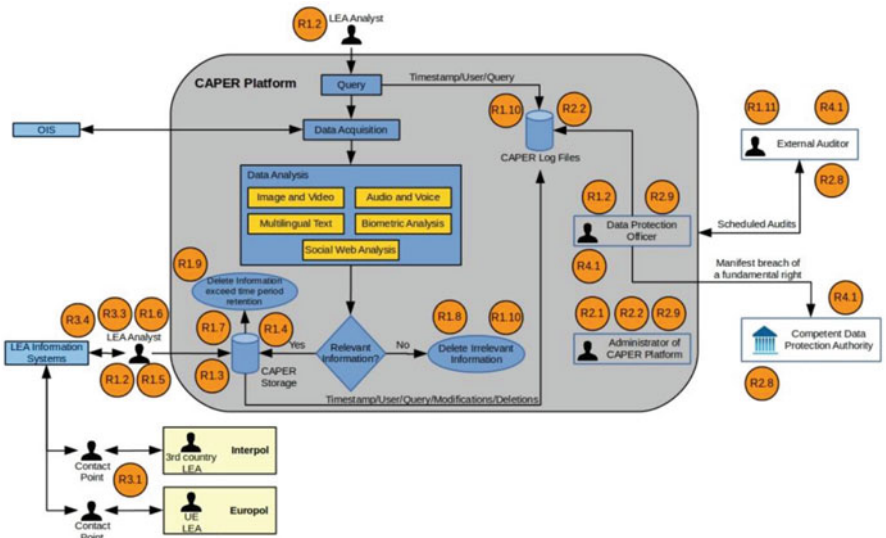 R1.2
LEA Analyst
CAPER Platform
Query
Timestamp/User/Query
R1.10
R2.2
R1.11
R4.1
OIS
Data Acquisition
CAPER Log Files
External Auditor
R2.8
Data Analysis
Image and Video
Audio and Voice
Multilingual Text
Biometric Analysis
Social Web Analysis
R1.2
R2.9
Data Protection
Officer
Scheduled Audits
R4.1
Manifest breach of
a fundamental right
R1.9
Delete Information
exceed time period
retention
R3.4
R3.3
R1.6
LEA Analyst
R1.7
R1.4
R1.8
R1.10
R2.1
R2.2
R2.9
R4.1
LEA Information
Systems
R1.2
R1.5
R1.3
Yes
CAPER
Storage
Relevant
Information?
No
Delete Irrelevant
Information
Administrator of
CAPER Platform
Competent Data
Protection Authority
R2.8
Timestamp/User/Query/Modifications/Deletions
Contact
Point
R3.1
Interpol
3rd country
LEA
Contact
Point
Europol
UE
LEA